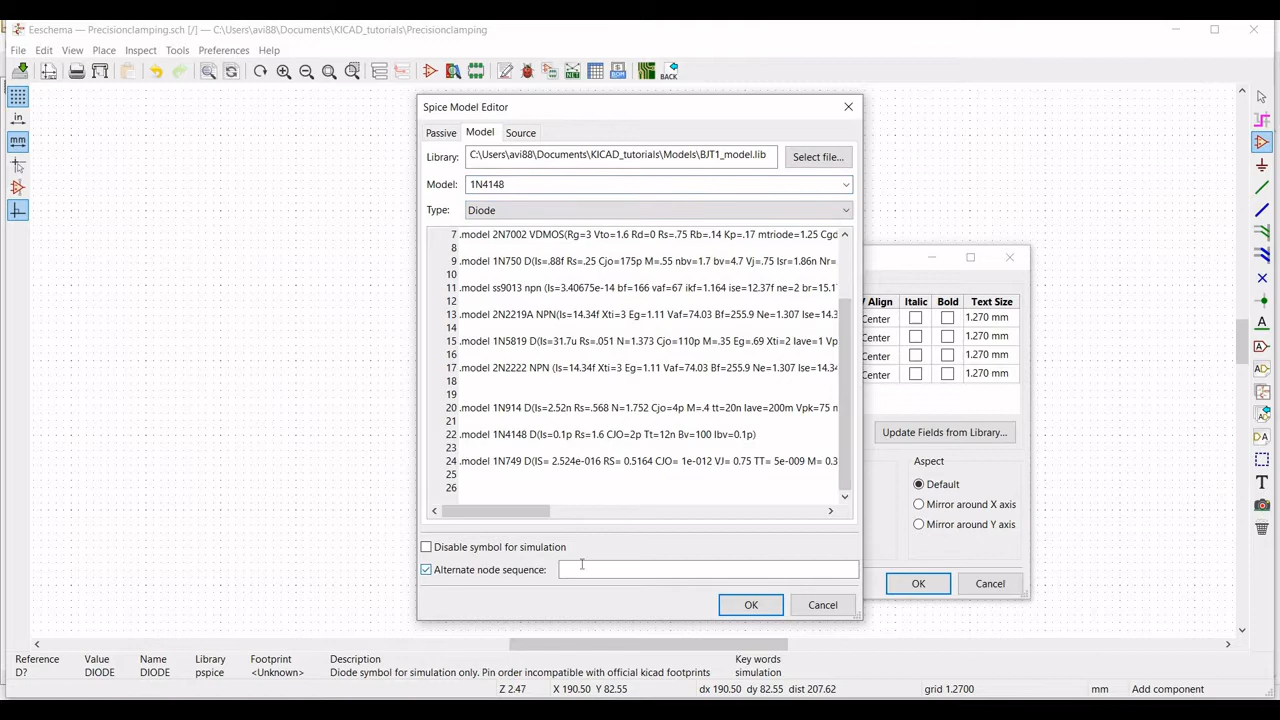 Eeschema — Precisionclamping.sch [/] — C:\Users\avi88\Documents\KICAD_tutorials\Precisionclamping
File Edit View Place Inspect Tools Preferences Help
BOM
BACK
in
mm
Spice Model Editor
Passive Model Source
Library: C:\Users\avi88\Documents\KICAD_tutorials\Models\BJT1_model.lib Select file...
Model: 1N4148
Type: Diode
7 .model 2N7002 VDMOS(Rg=3 Vto=1.6 Rd=0 Rs=.75 Rb=.14 Kp=.17 mtriode=1.25 Cgd
8
9 .model 1N750 D(Is=.88f Rs=.25 Cjo=175p M=.55 nbv=1.7 bv=4.7 Vj=.75 Isr=1.86n Nr=
10
11 .model ss9013 npn (Is=3.40675e-14 bf=166 vaf=67 ikf=1.164 ise=12.37f ne=2 br=15.1
12
13 .model 2N2219A NPN(Is=14.34f Xti=3 Eg=1.11 Vaf=74.03 Bf=255.9 Ne=1.307 Ise=14.3
14
15 .model 1N5819 D(Is=31.7u Rs=.051 N=1.373 Cjo=110p M=.35 Eg=.69 Xti=2 Iave=1 Vp
16
17 .model 2N2222 NPN (Is=14.34f Xti=3 Eg=1.11 Vaf=74.03 Bf=255.9 Ne=1.307 Ise=14.34
18
19
20 .model 1N914 D(Is=2.52n Rs=.568 N=1.752 Cjo=4p M=.4 tt=20n Iave=200m Vpk=75 n
21
22 .model 1N4148 D(Is=0.1p Rs=1.6 CJO=2p Tt=12n Bv=100 Ibv=0.1p)
23
24 .model 1N749 D(IS= 2.524e-016 RS= 0.5164 CJO= 1e-012 VJ= 0.75 TT= 5e-009 M= 0.3
25
26
Disable symbol for simulation
Alternate node sequence:
OK Cancel
Align Italic Bold Text Size
Center 1.270 mm
Center 1.270 mm
Center 1.270 mm
Center 1.270 mm
Update Fields from Library...
Aspect
Default
Mirror around X axis
Mirror around Y axis
OK Cancel
Reference Value Name Library Footprint Description Key words
D? DIODE DIODE pspice <Unknown> Diode symbol for simulation only. Pin order incompatible with official kicad footprints simulation
Z 2.47 X 190.50 Y 82.55 dx 190.50 dy 82.55 dist 207.62 grid 1.2700 mm Add component